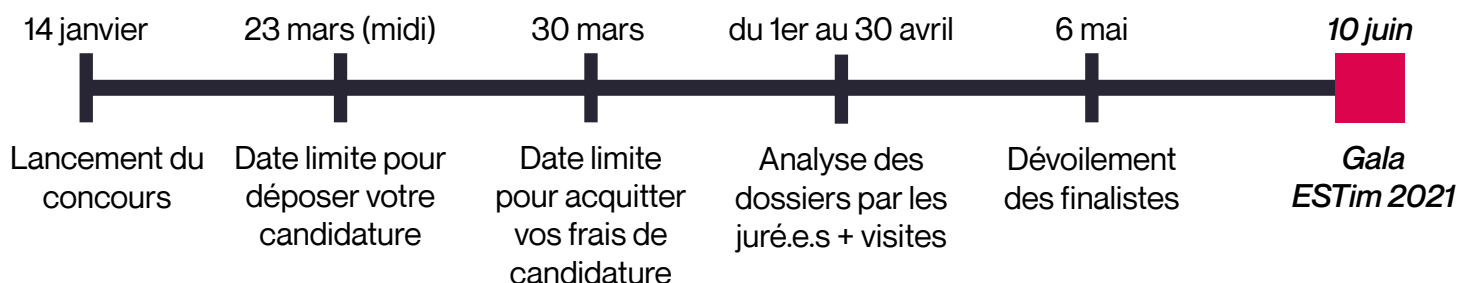 14 janvier
Lancement du
concours
23 mars (midi)
Date limite pour
déposer votre
candidature
30 mars
Date limite
pour acquitter
vos frais de
candidature
du 1er au 30 avril
Analyse des
dossiers par les
juré.e.s + visites
6 mai
Dévoilement
des finalistes
10 juin
Gala
ESTim 2021